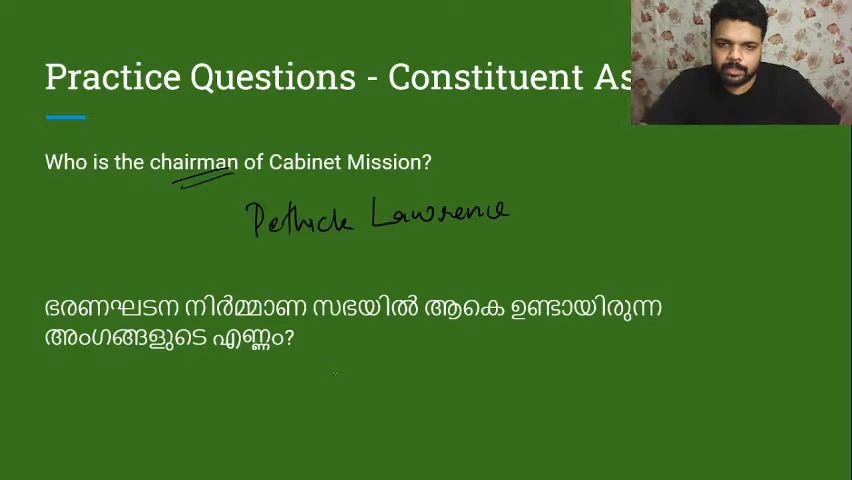 Practice Questions - Constituent As
Who is the chairman of Cabinet Mission?
Pethick Lawrence
ഭരണഘടന നിർമ്മാണ സഭയിൽ ആകെ ഉണ്ടായിരുന്ന
അംഗങ്ങളുടെ എണ്ണം?